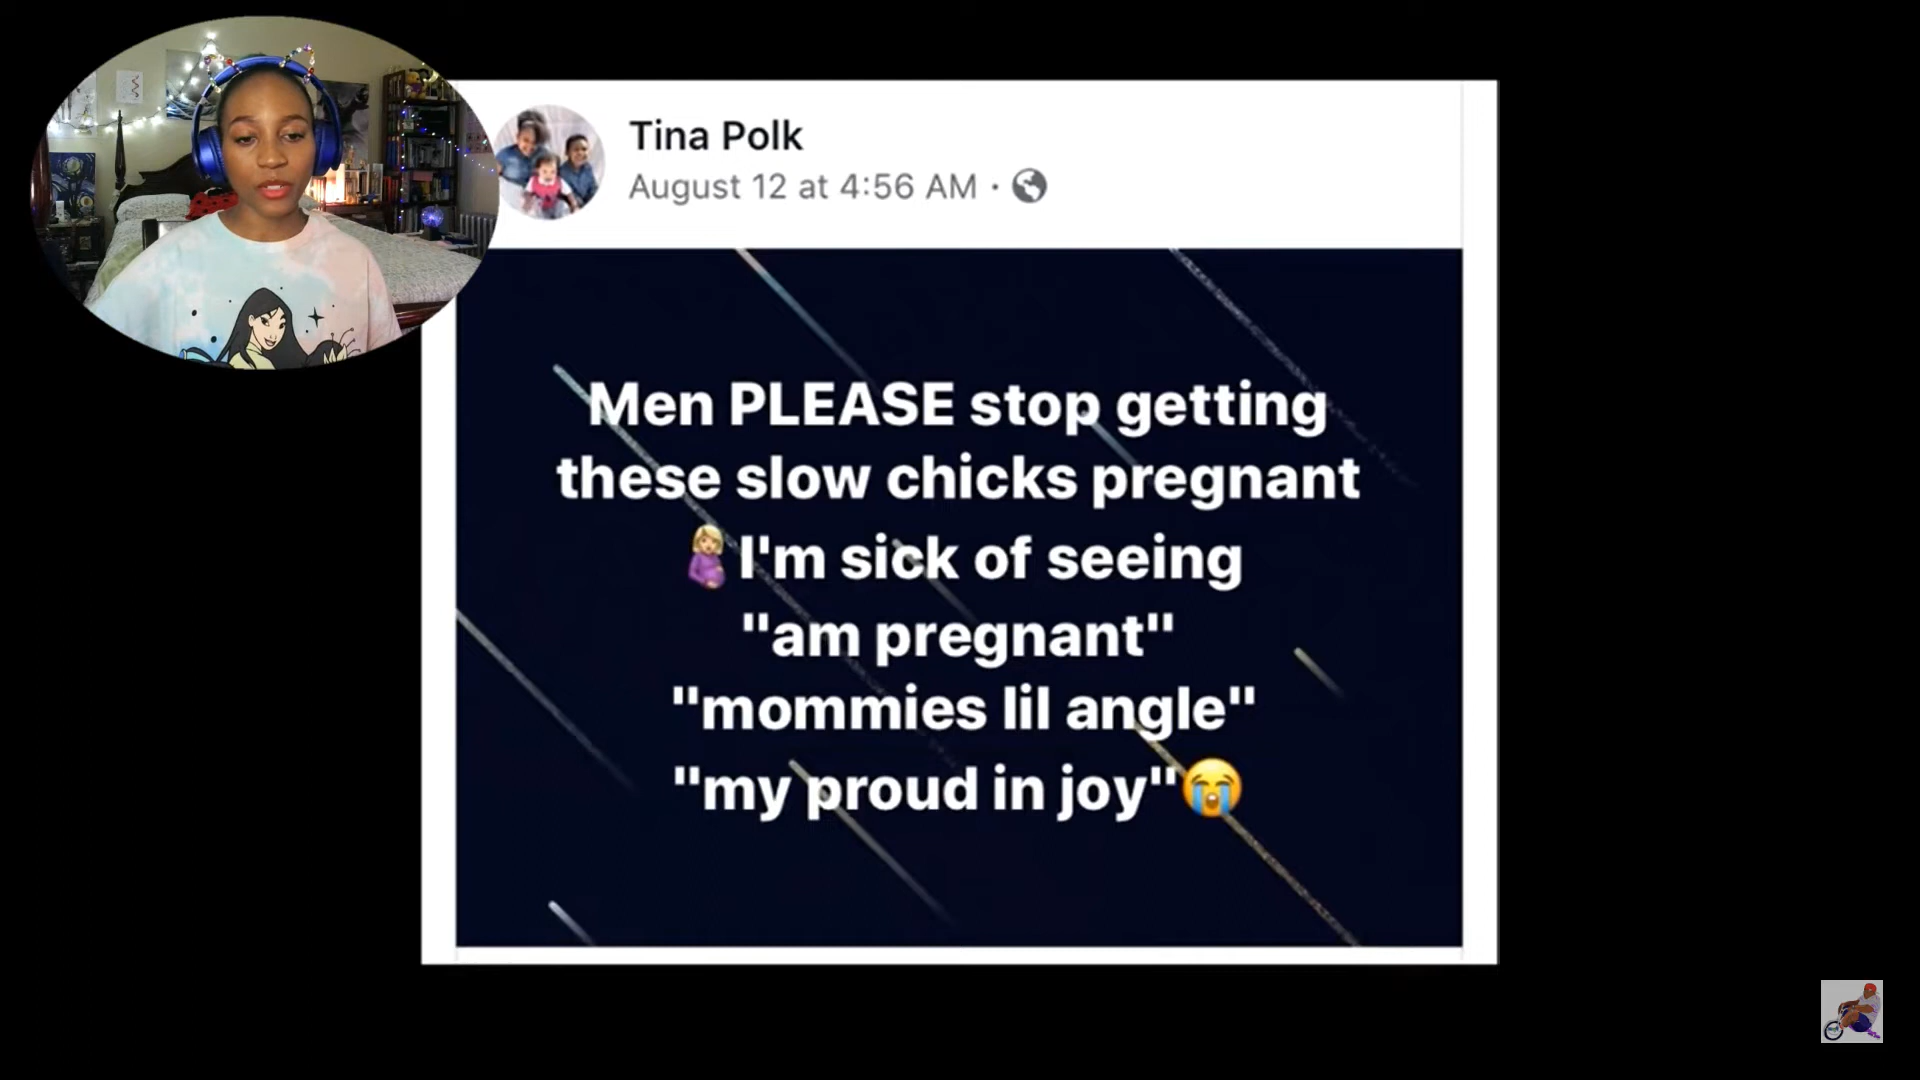 Tina Polk
August 12 at 4:56 AM ·
Men PLEASE stop getting
these slow chicks pregnant
🤰🏼I'm sick of seeing
"am pregnant"
"mommies lil angle"
"my proud in joy"😭